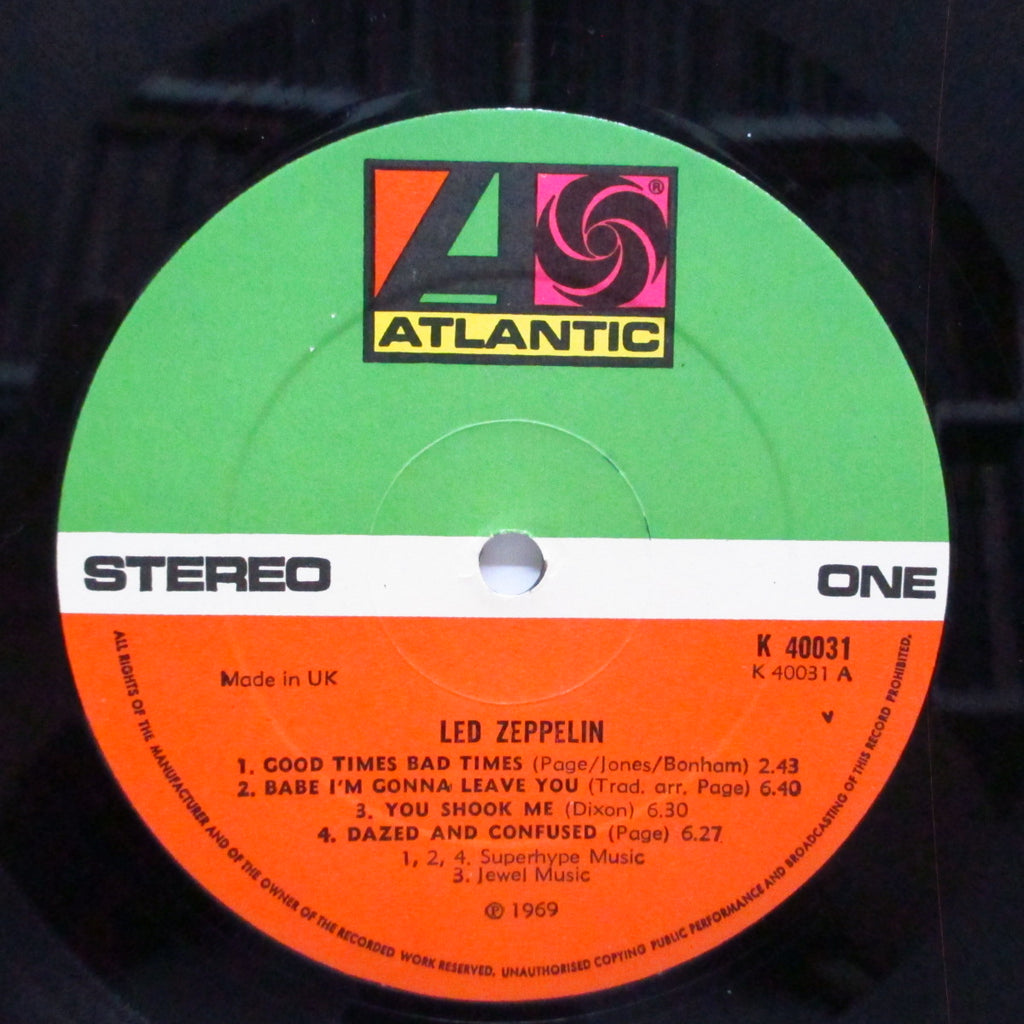 ®
ATLANTIC
STEREO
ONE
K 40031
K 40031 A
Made in UK
LED ZEPPELIN
1. GOOD TIMES BAD TIMES (Page/Jones/Bonham) 2.43
2. BABE I'M GONNA LEAVE YOU (Trad. arr. Page) 6.40
3. YOU SHOOK ME (Dixon) 6.30
4. DAZED AND CONFUSED (Page) 6.27
1, 2, 4. Superhype Music
3. Jewel Music
℗ 1969
ALL RIGHTS OF THE MANUFACTURER AND OF THE OWNER OF THE RECORDED WORK RESERVED. UNAUTHORISED COPYING PUBLIC PERFORMANCE AND BROADCASTING OF THIS RECORD PROHIBITED.